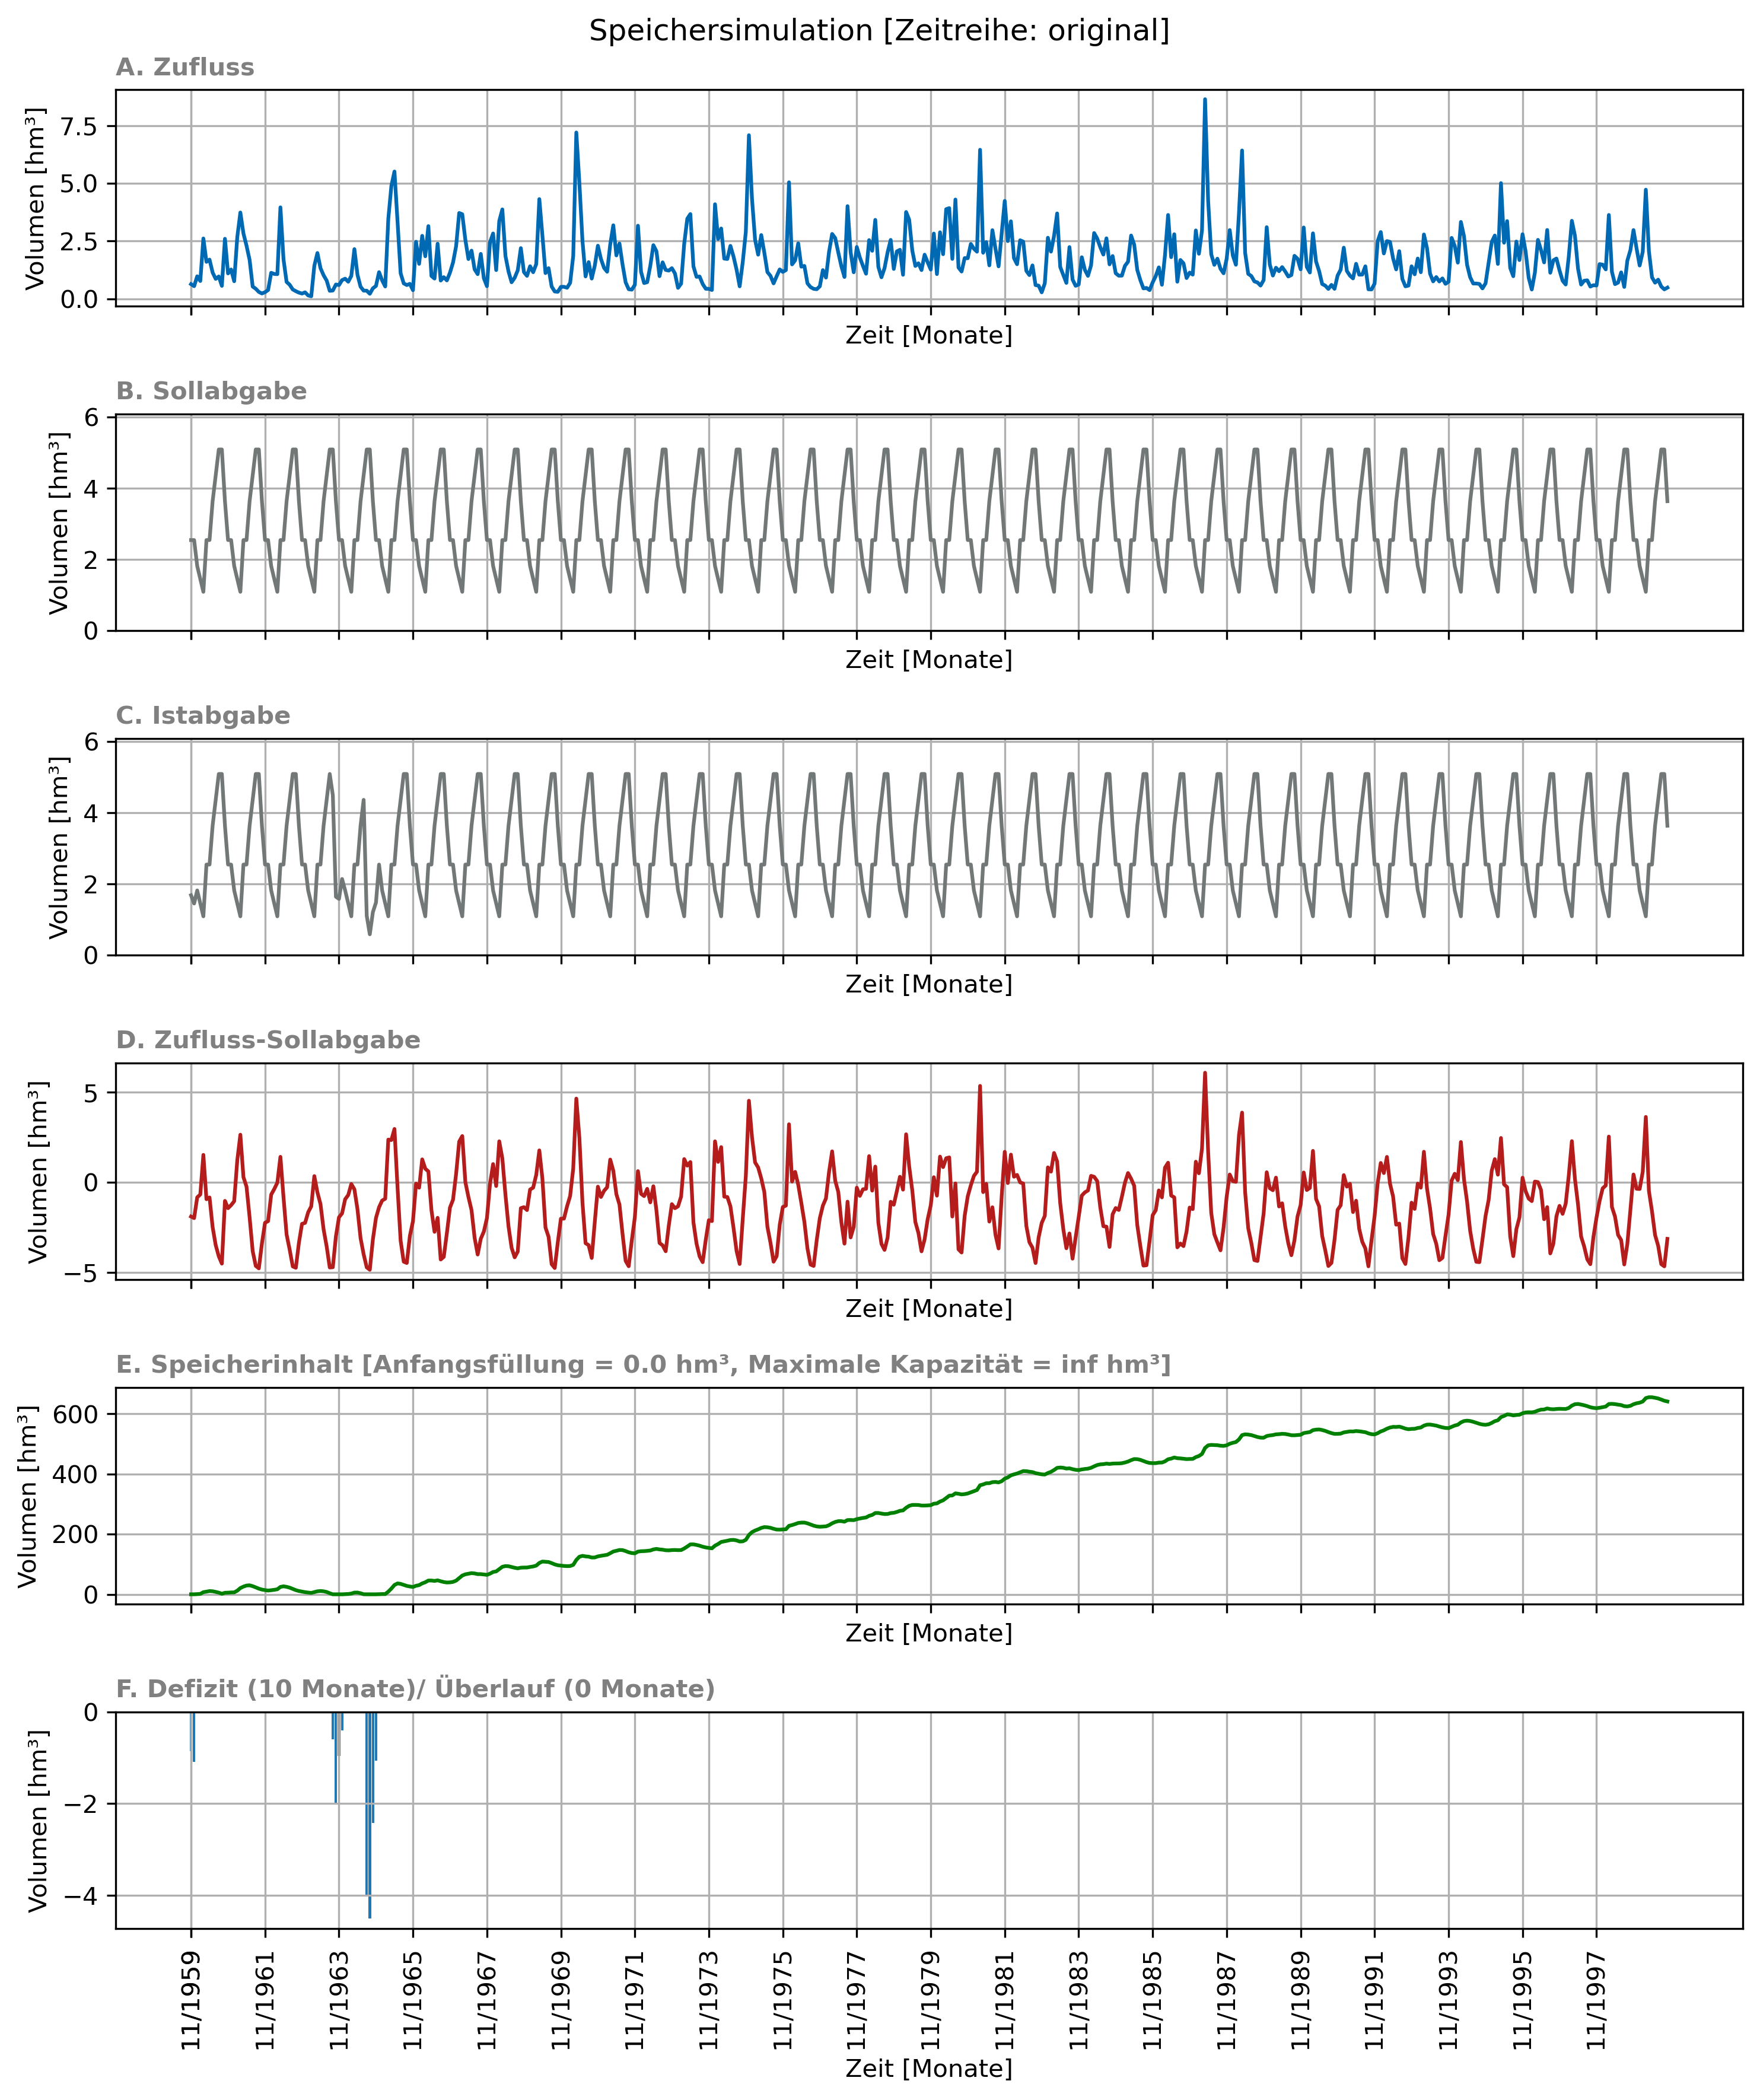 Speichersimulation [Zeitreihe: original]
A. Zufluss
Volumen [hm³]
7.5
5.0
2.5
0.0
Zeit [Monate]
B. Sollabgabe
Volumen [hm³]
6
4
2
0
Zeit [Monate]
C. Istabgabe
Volumen [hm³]
6
4
2
0
Zeit [Monate]
D. Zufluss-Sollabgabe
Volumen [hm³]
5
0
−5
Zeit [Monate]
E. Speicherinhalt [Anfangsfüllung = 0.0 hm³, Maximale Kapazität = inf hm³]
Volumen [hm³]
600
400
200
0
Zeit [Monate]
F. Defizit (10 Monate)/ Überlauf (0 Monate)
Volumen [hm³]
0
−2
−4
11/1959
11/1961
11/1963
11/1965
11/1967
11/1969
11/1971
11/1973
11/1975
11/1977
11/1979
11/1981
11/1983
11/1985
11/1987
11/1989
11/1991
11/1993
11/1995
11/1997
Zeit [Monate]